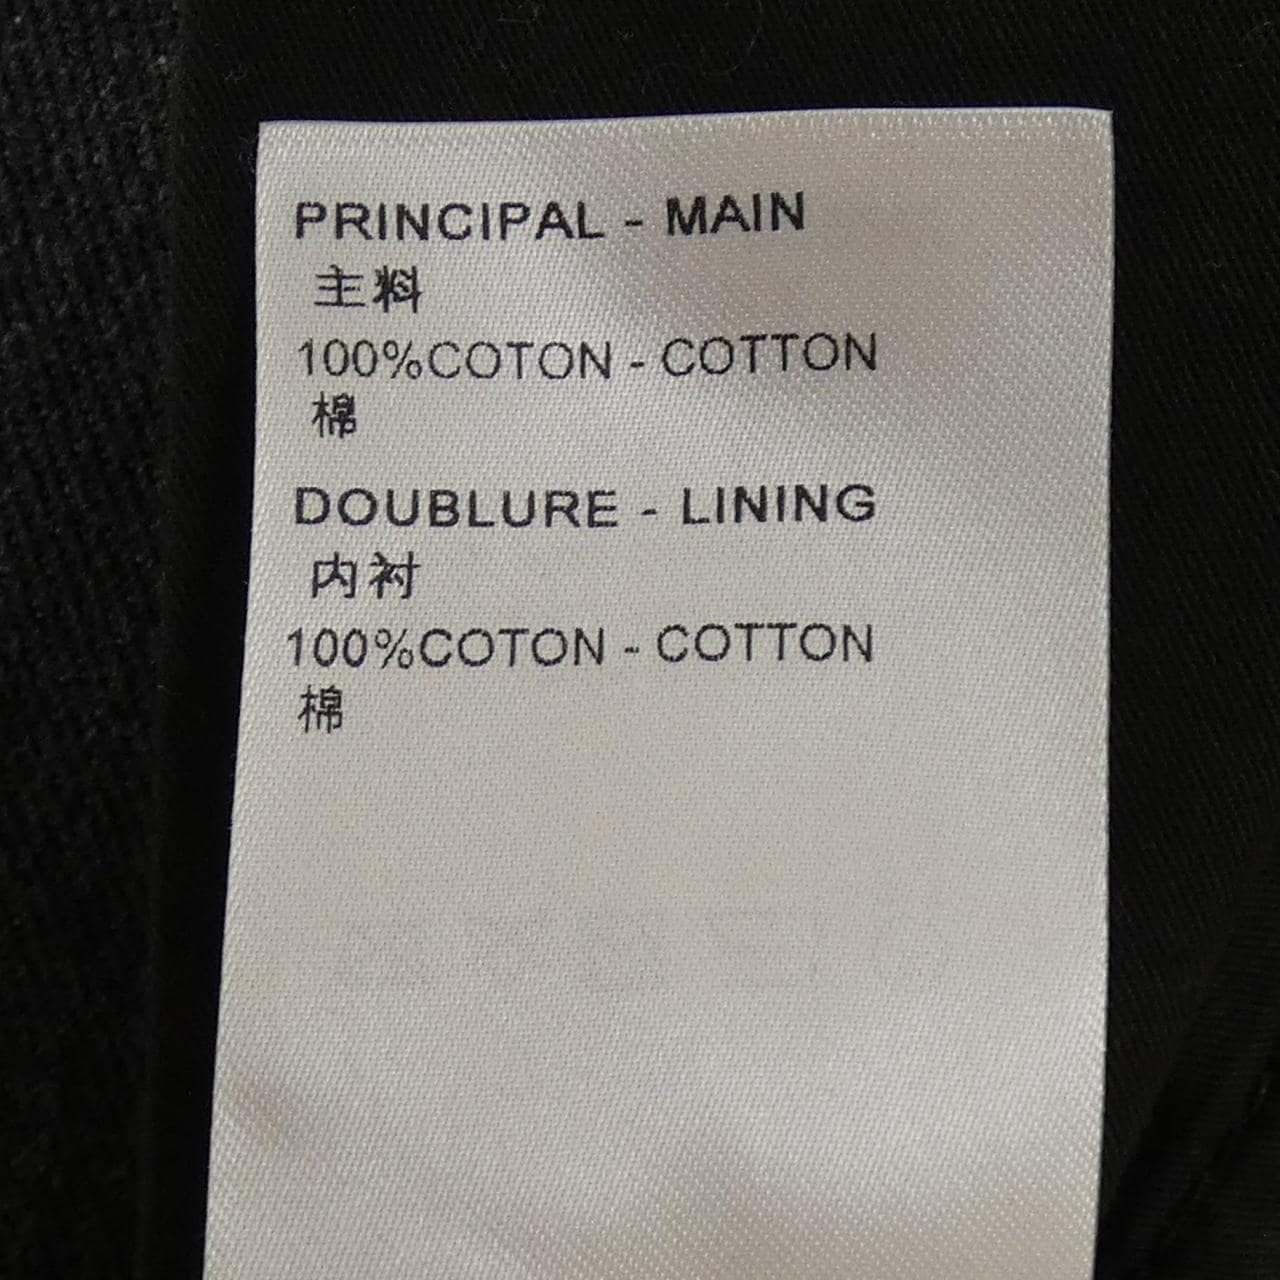 PRINCIPAL - MAIN
主料
100%COTON - COTTON
棉
DOUBLURE - LINING
内衬
100%COTON - COTTON
棉